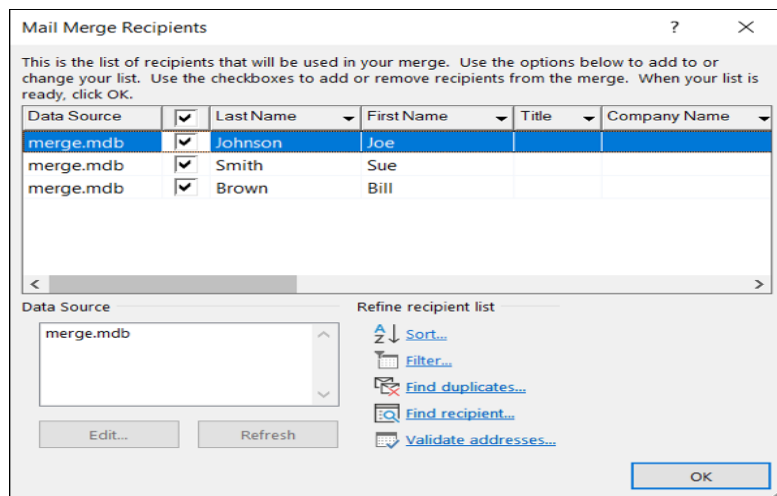 Mail Merge Recipients ?
This is the list of recipients that will be used in your merge. Use the options below to add to or
change your list. Use the checkboxes to add or remove recipients from the merge. When your list is
ready, click OK.
Data Source Last Name First Name Title Company Name
merge.mdb Johnson Joe
merge.mdb Smith Sue
merge.mdb Brown Bill
Data Source
merge.mdb
Edit... Refresh
Refine recipient list
A
Z
Sort...
Filter...
Find duplicates...
Find recipient...
Validate addresses...
OK